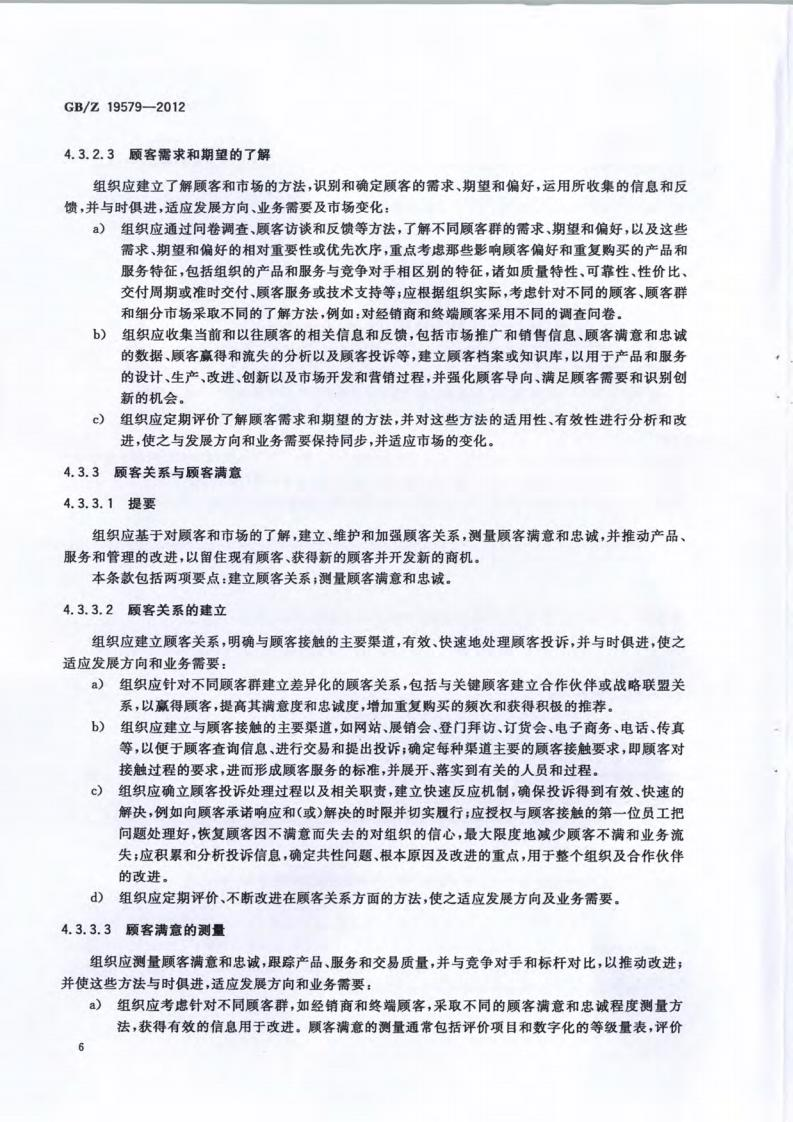 GB/Z 19579—2012
4.3.2.3 顾客需求和期望的了解
组织应建立了解顾客和市场的方法,识别和确定顾客的需求、期望和偏好,运用所收集的信息和反
馈,并与时俱进,适应发展方向、业务需要及市场变化:
a) 组织应通过问卷调查、顾客访谈和反馈等方法,了解不同顾客群的需求、期望和偏好,以及这些
需求、期望和偏好的相对重要性或优先次序,重点考虑那些影响顾客偏好和重复购买的产品和
服务特征,包括组织的产品和服务与竞争对手相区别的特征,诸如质量特性、可靠性、性价比、
交付周期或准时交付、顾客服务或技术支持等;应根据组织实际,考虑针对不同的顾客、顾客群
和细分市场采取不同的了解方法,例如:对经销商和终端顾客采用不同的调查问卷。
b) 组织应收集当前和以往顾客的相关信息和反馈,包括市场推广和销售信息、顾客满意和忠诚
的数据、顾客赢得和流失的分析以及顾客投诉等,建立顾客档案或知识库,以用于产品和服务
的设计、生产、改进、创新以及市场开发和营销过程,并强化顾客导向、满足顾客需要和识别创
新的机会。
c) 组织应定期评价了解顾客需求和期望的方法,并对这些方法的适用性、有效性进行分析和改
进,使之与发展方向和业务需要保持同步,并适应市场的变化。
4.3.3 顾客关系与顾客满意
4.3.3.1 提要
组织应基于对顾客和市场的了解,建立、维护和加强顾客关系,测量顾客满意和忠诚,并推动产品、
服务和管理的改进,以留住现有顾客、获得新的顾客并开发新的商机。
本条款包括两项要点:建立顾客关系;测量顾客满意和忠诚。
4.3.3.2 顾客关系的建立
组织应建立顾客关系,明确与顾客接触的主要渠道,有效、快速地处理顾客投诉,并与时俱进,使之
适应发展方向和业务需要:
a) 组织应针对不同顾客群建立差异化的顾客关系,包括与关键顾客建立合作伙伴或战略联盟关
系,以赢得顾客,提高其满意度和忠诚度,增加重复购买的频次和获得积极的推荐。
b) 组织应建立与顾客接触的主要渠道,如网站、展销会、登门拜访、订货会、电子商务、电话、传真
等,以便于顾客查询信息、进行交易和提出投诉;确定每种渠道主要的顾客接触要求,即顾客对
接触过程的要求,进而形成顾客服务的标准,并展开、落实到有关的人员和过程。
c) 组织应确立顾客投诉处理过程以及相关职责,建立快速反应机制,确保投诉得到有效、快速的
解决,例如向顾客承诺响应和(或)解决的时限并切实履行;应授权与顾客接触的第一位员工把
问题处理好,恢复顾客因不满意而失去的对组织的信心,最大限度地减少顾客不满和业务流
失;应积累和分析投诉信息,确定共性问题、根本原因及改进的重点,用于整个组织及合作伙伴
的改进。
d) 组织应定期评价、不断改进在顾客关系方面的方法,使之适应发展方向及业务需要。
4.3.3.3 顾客满意的测量
组织应测量顾客满意和忠诚,跟踪产品、服务和交易质量,并与竞争对手和标杆对比,以推动改进;
并使这些方法与时俱进,适应发展方向和业务需要:
a) 组织应考虑针对不同顾客群,如经销商和终端顾客,采取不同的顾客满意和忠诚程度测量方
法,获得有效的信息用于改进。顾客满意的测量通常包括评价项目和数字化的等级量表,评价
6